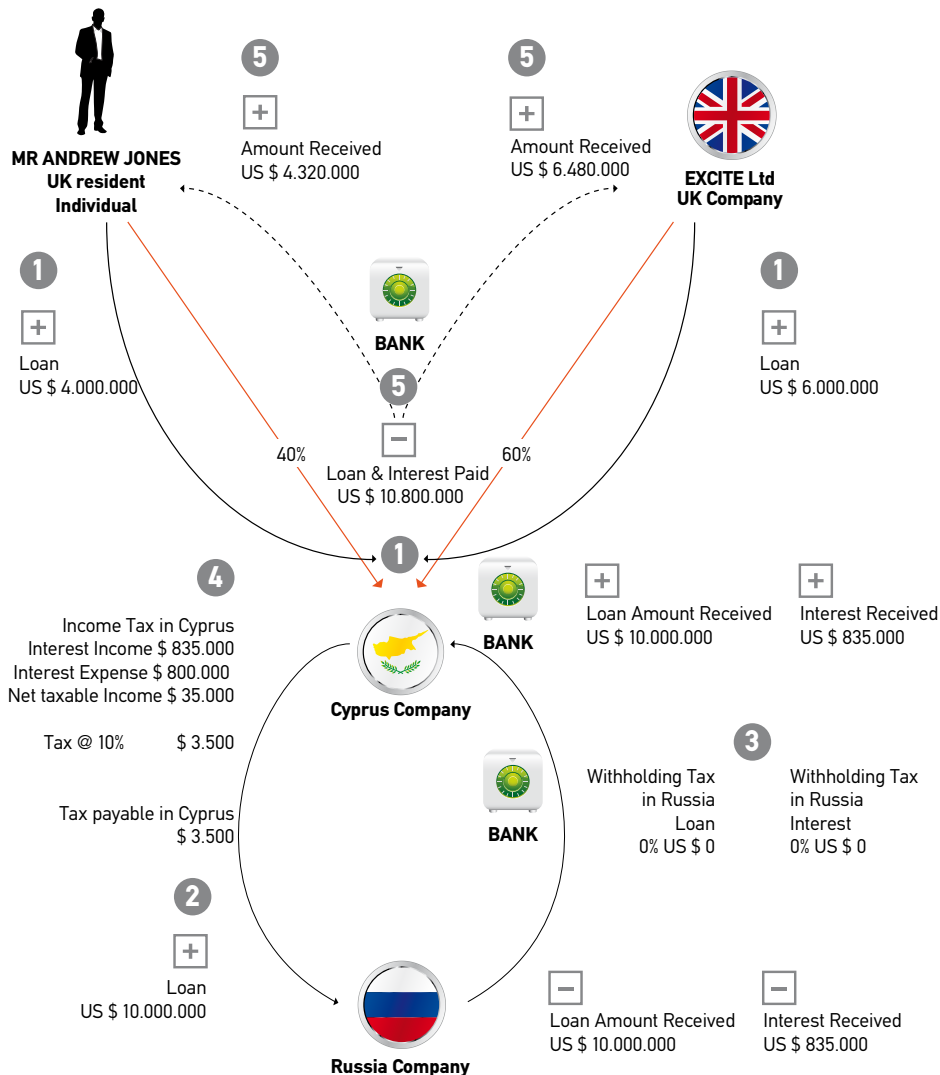 5
5
+
+
Amount Received
US $ 4.320.000
Amount Received
US $ 6.480.000
MR ANDREW JONES
UK resident
Individual
EXCITE Ltd
UK Company
1
1
+
+
BANK
Loan
US $ 4.000.000
Loan
US $ 6.000.000
5
−
40%
60%
Loan & Interest Paid
US $ 10.800.000
1
4
Income Tax in Cyprus
Interest Income $ 835.000
Interest Expense $ 800.000
Net taxable Income $ 35.000
Tax @ 10% $ 3.500
Tax payable in Cyprus
$ 3.500
BANK
+
+
Loan Amount Received
US $ 10.000.000
Interest Received
US $ 835.000
Cyprus Company
3
BANK
Withholding Tax
in Russia
Loan
0% US $ 0
Withholding Tax
in Russia
Interest
0% US $ 0
2
+
Loan
US $ 10.000.000
−
−
Loan Amount Received
US $ 10.000.000
Interest Received
US $ 835.000
Russia Company